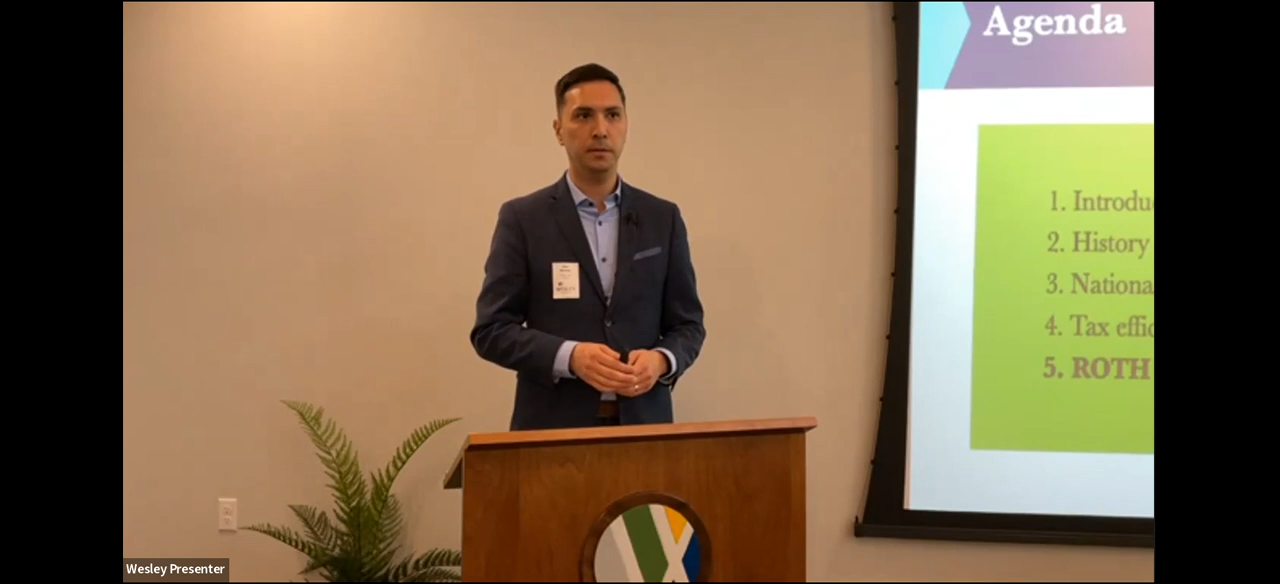 Agenda
1. Introdu
2. History
3. Nationa
4. Tax effic
5. ROTH
Wesley Presenter